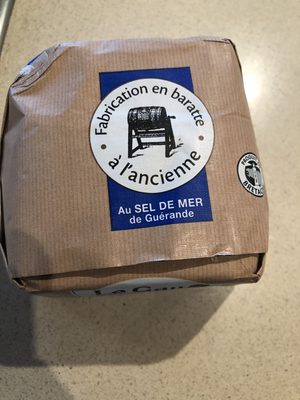 Fabrication en baratte
à l'ancienne
Au SEL DE MER
de Guérande